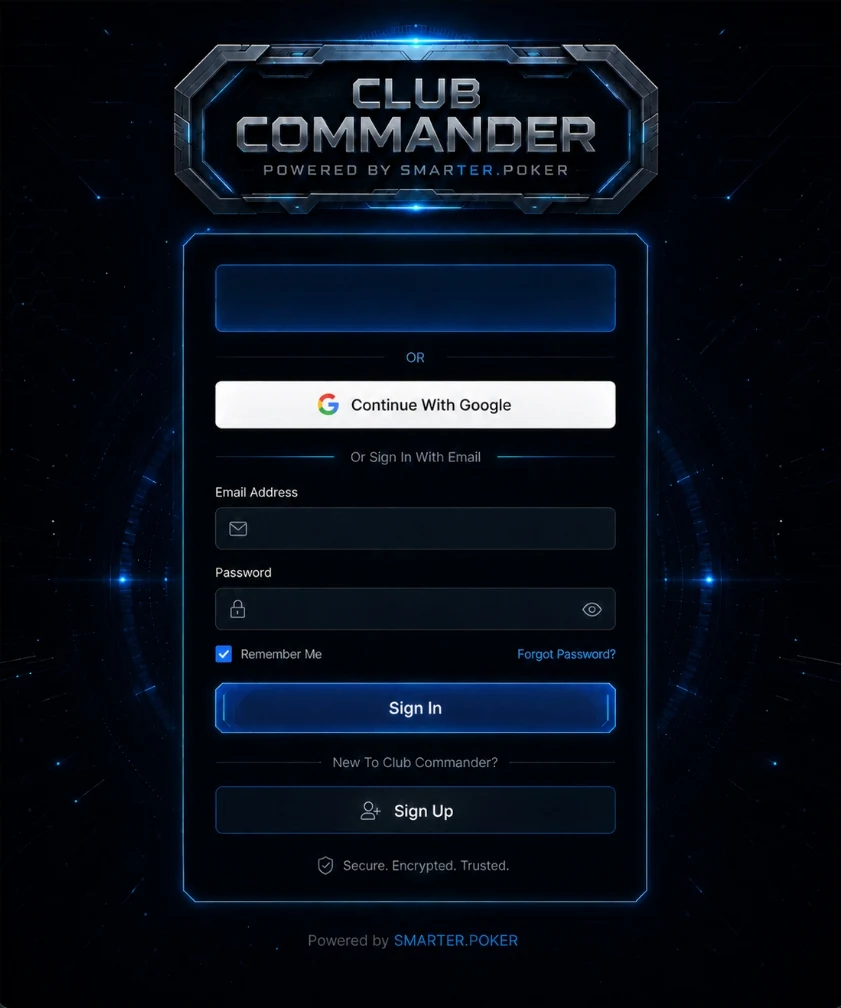 CLUB
COMMANDER
POWERED BY SMARTER.POKER
OR
Continue With Google
Or Sign In With Email
Email Address
Password
Remember Me
Forgot Password?
Sign In
New To Club Commander?
Sign Up
Secure. Encrypted. Trusted.
Powered by SMARTER.POKER